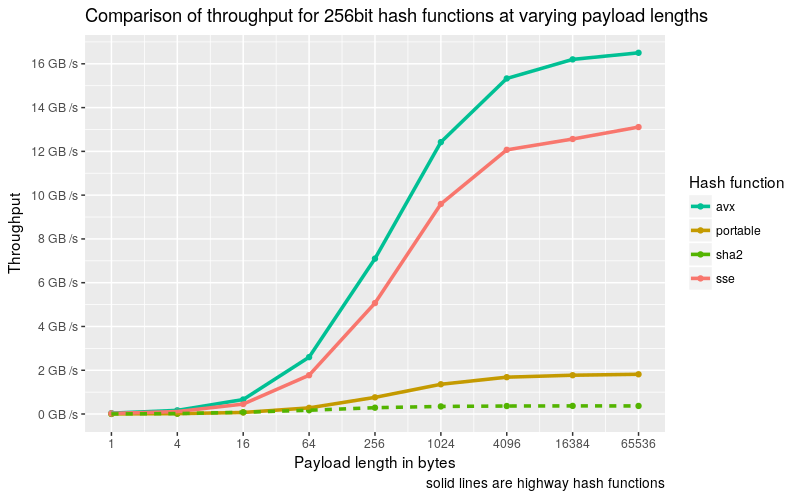 Comparison of throughput for 256bit hash functions at varying payload lengths
16 GB /s
14 GB /s
12 GB /s
10 GB /s
8 GB /s
6 GB /s
4 GB /s
2 GB /s
0 GB /s
Throughput
1 4 16 64 256 1024 4096 16384 65536
Payload length in bytes
Hash function
avx
portable
sha2
sse
solid lines are highway hash functions